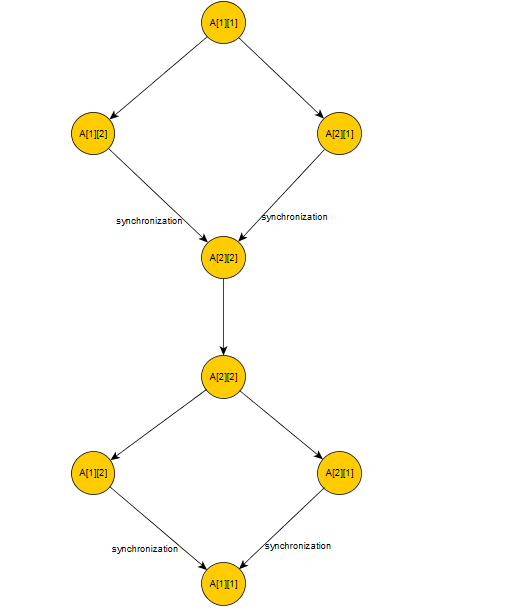 A[1][1]
A[1][2]
A[2][1]
synchronization
synchronization
A[2][2]
A[2][2]
A[1][2]
A[2][1]
synchronization
synchronization
A[1][1]